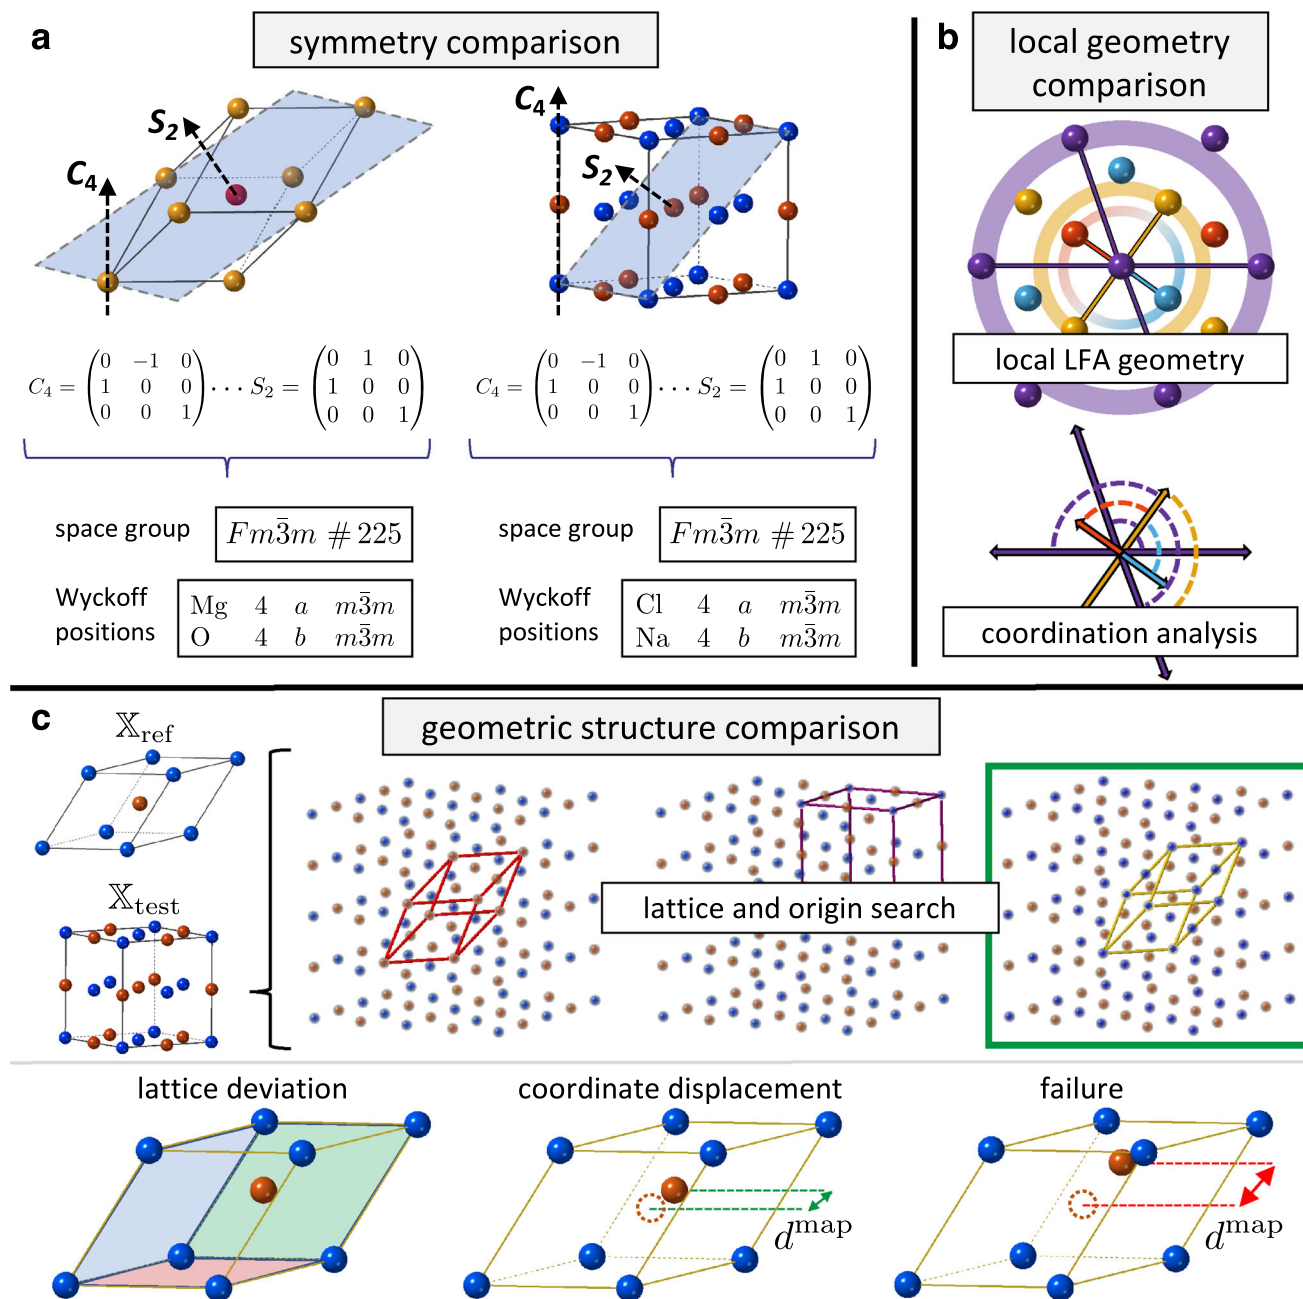 a
symmetry comparison
C₄
S₂
C₄
S₂
C₄ = (0 −1 0 1 0 0 0 0 1) ··· S₂ = (0 1 0 1 0 0 0 0 1)
C₄ = (0 −1 0 1 0 0 0 0 1) ··· S₂ = (0 1 0 1 0 0 0 0 1)
space group Fm3̄m # 225
space group Fm3̄m # 225
Wyckoff
positions
Mg 4 a m3̄m
O 4 b m3̄m
Wyckoff
positions
Cl 4 a m3̄m
Na 4 b m3̄m
b
local geometry
comparison
local LFA geometry
coordination analysis
c
geometric structure comparison
𝕏ref
𝕏test
lattice and origin search
lattice deviation
coordinate displacement
failure
dmap
dmap